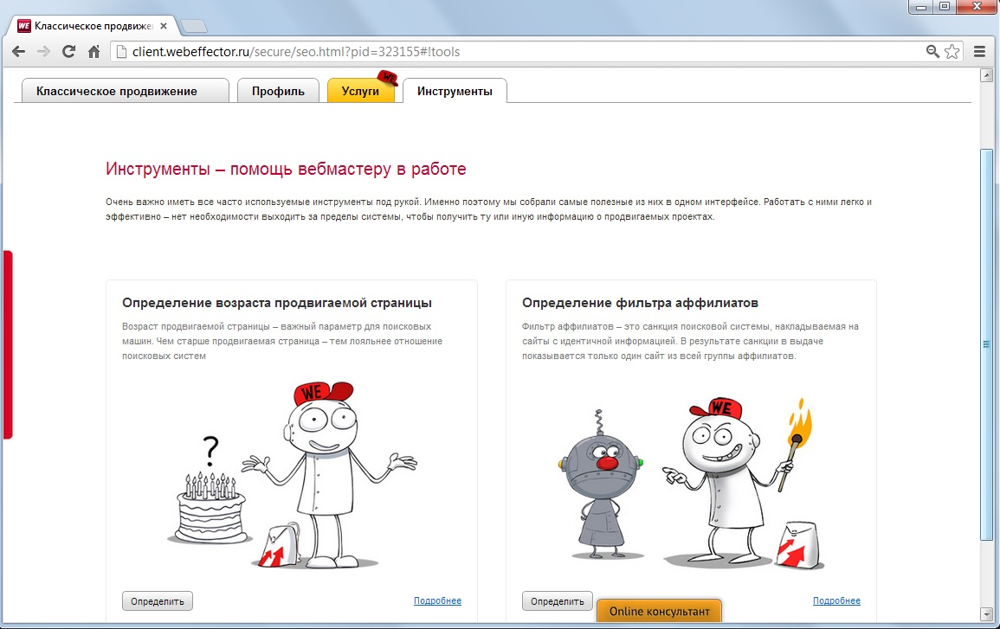 WE Классическое продвиже
client.webeffector.ru/secure/seo.html?pid=323155#!tools
Классическое продвижение
Профиль
Услуги
WE
Инструменты
Инструменты – помощь вебмастеру в работе
Очень важно иметь все часто используемые инструменты под рукой. Именно поэтому мы собрали самые полезные из них в одном интерфейсе. Работать с ними легко и
эффективно – нет необходимости выходить за пределы системы, чтобы получить ту или иную информацию о продвигаемых проектах.
Определение возраста продвигаемой страницы
Возраст продвигаемой страницы – важный параметр для поисковых
машин. Чем старше продвигаемая страница – тем лояльнее отношение
поисковых систем
WE
?
Определить
Подробнее
Определение фильтра аффилиатов
Фильтр аффилиатов – это санкция поисковой системы, накладываемая на
сайты с идентичной информацией. В результате санкции в выдаче
показывается только один сайт из всей группы аффилиатов.
WE
Определить
Подробнее
Online консультант